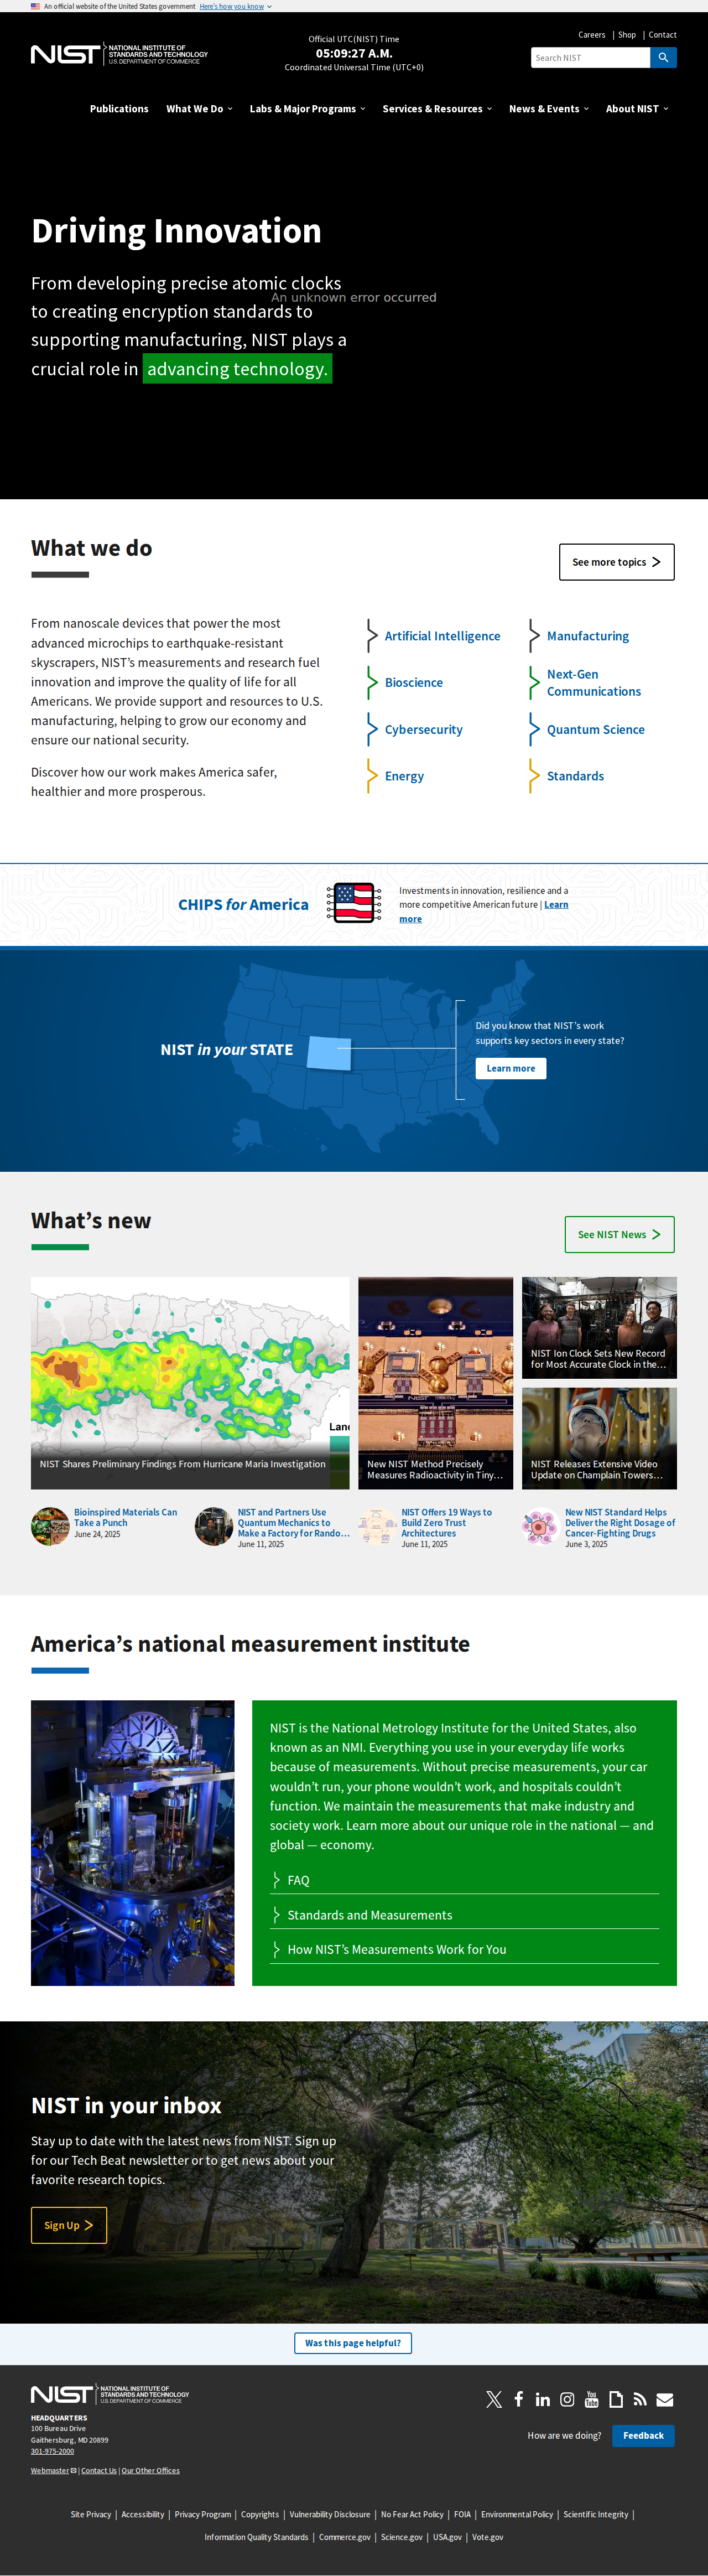 An official website of the United States government Here's how you know
NIST NATIONAL INSTITUTE OF
STANDARDS AND TECHNOLOGY
U.S. DEPARTMENT OF COMMERCE
Official UTC(NIST) Time
05:09:27 A.M.
Coordinated Universal Time (UTC+0)
Careers | Shop | Contact
Search NIST
Publications What We Do Labs & Major Programs Services & Resources News & Events About NIST
Driving Innovation
From developing precise atomic clocks
to creating encryption standards to
supporting manufacturing, NIST plays a
crucial role in advancing technology.
An unknown error occurred
What we do
See more topics
From nanoscale devices that power the most
advanced microchips to earthquake-resistant
skyscrapers, NIST’s measurements and research fuel
innovation and improve the quality of life for all
Americans. We provide support and resources to U.S.
manufacturing, helping to grow our economy and
ensure our national security.
Discover how our work makes America safer,
healthier and more prosperous.
Artificial Intelligence
Bioscience
Cybersecurity
Energy
Manufacturing
Next-Gen
Communications
Quantum Science
Standards
CHIPS for America
Investments in innovation, resilience and a
more competitive American future | Learn
more
NIST in your STATE
Did you know that NIST’s work
supports key sectors in every state?
Learn more
What’s new
See NIST News
Land
NIST Shares Preliminary Findings From Hurricane Maria Investigation
NIST
New NIST Method Precisely
Measures Radioactivity in Tiny…
NIST Ion Clock Sets New Record
for Most Accurate Clock in the…
NIST Releases Extensive Video
Update on Champlain Towers…
Bioinspired Materials Can
Take a Punch
June 24, 2025
NIST and Partners Use
Quantum Mechanics to
Make a Factory for Rando…
June 11, 2025
NIST Offers 19 Ways to
Build Zero Trust
Architectures
June 11, 2025
New NIST Standard Helps
Deliver the Right Dosage of
Cancer-Fighting Drugs
June 3, 2025
America’s national measurement institute
NIST is the National Metrology Institute for the United States, also
known as an NMI. Everything you use in your everyday life works
because of measurements. Without precise measurements, your car
wouldn’t run, your phone wouldn’t work, and hospitals couldn’t
function. We maintain the measurements that make industry and
society work. Learn more about our unique role in the national — and
global — economy.
FAQ
Standards and Measurements
How NIST’s Measurements Work for You
NIST in your inbox
Stay up to date with the latest news from NIST. Sign up
for our Tech Beat newsletter or to get news about your
favorite research topics.
Sign Up
Was this page helpful?
NIST NATIONAL INSTITUTE OF
STANDARDS AND TECHNOLOGY
U.S. DEPARTMENT OF COMMERCE
HEADQUARTERS
100 Bureau Drive
Gaithersburg, MD 20899
301-975-2000
Webmaster | Contact Us | Our Other Offices
You Tube
How are we doing? Feedback
Site Privacy | Accessibility | Privacy Program | Copyrights | Vulnerability Disclosure | No Fear Act Policy | FOIA | Environmental Policy | Scientific Integrity |
Information Quality Standards | Commerce.gov | Science.gov | USA.gov | Vote.gov